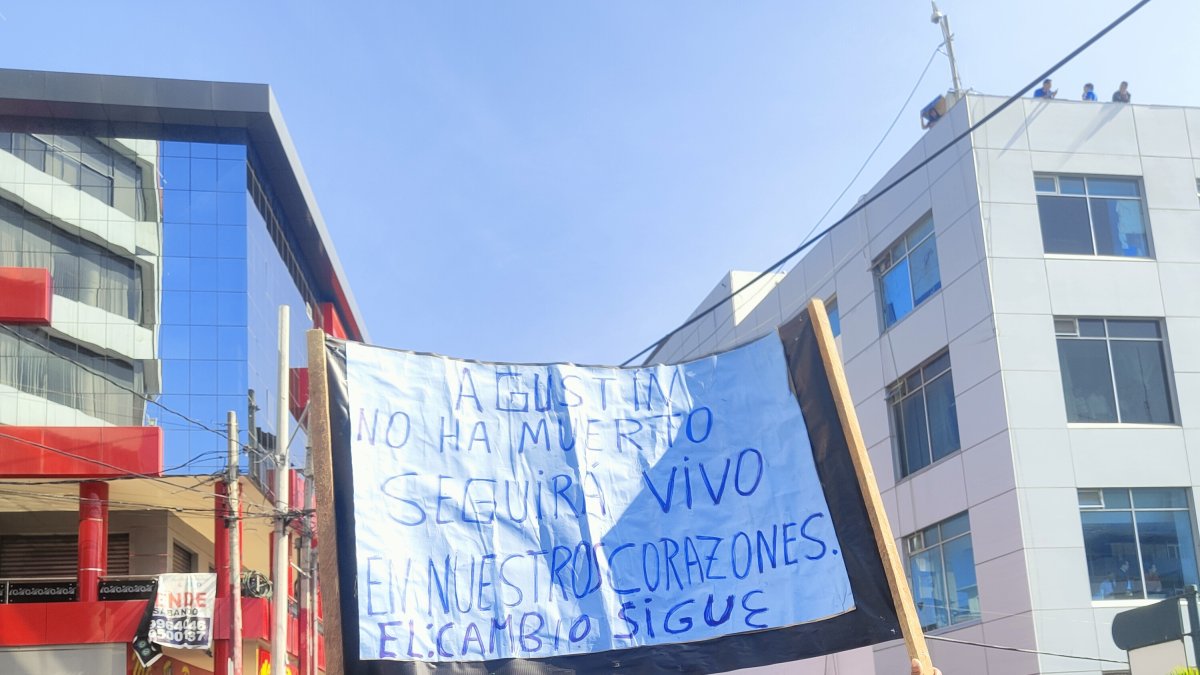 AGUSTIN
NO HA MUERTO
SEGUIRÁ VIVO
EN NUESTROS CORAZONES.
EL CAMBIO SIGUE